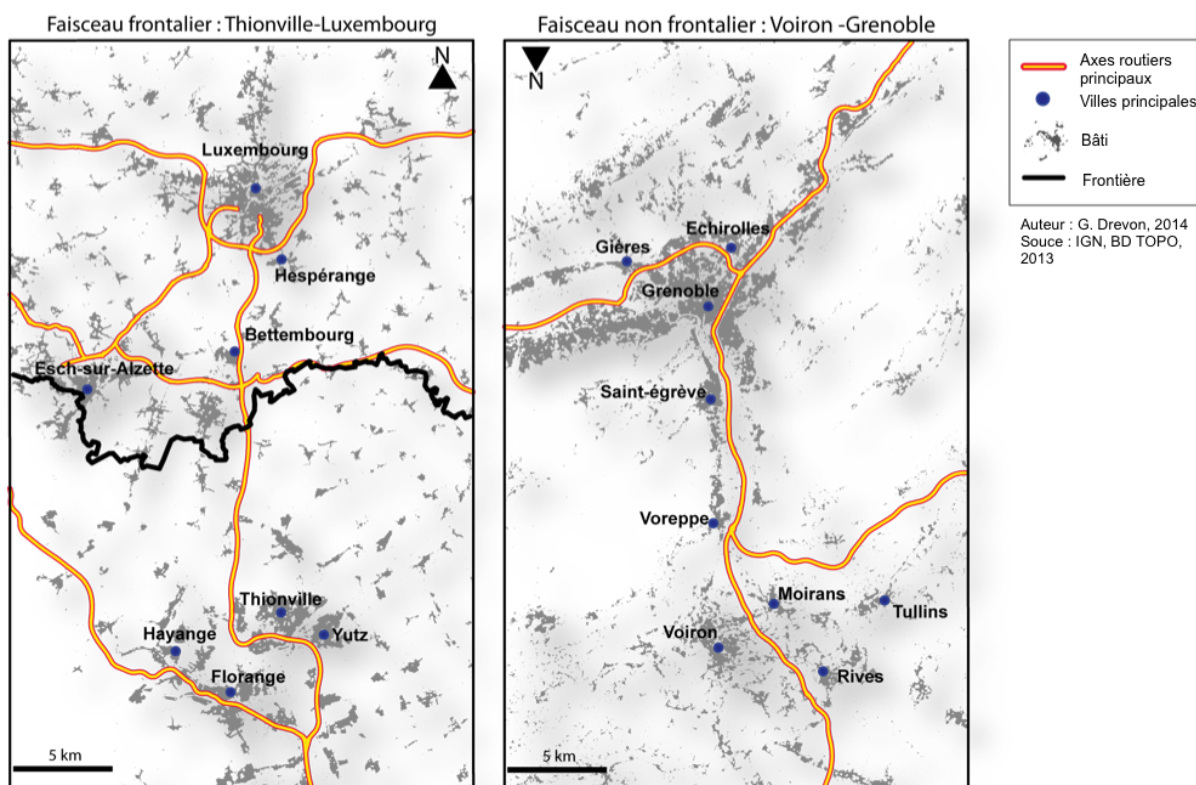 Faisceau frontalier : Thionville-Luxembourg
N
Luxembourg
Hespérange
Bettembourg
Esch-sur-Alzette
Thionville
Yutz
Hayange
Florange
5 km
Faisceau non frontalier : Voiron -Grenoble
N
Echirolles
Gières
Grenoble
Saint-égrève
Voreppe
Moirans
Tullins
Voiron
Rives
5 km
Axes routiers
principaux
Villes principales
Bâti
Frontière
Auteur : G. Drevon, 2014
Souce : IGN, BD TOPO,
2013